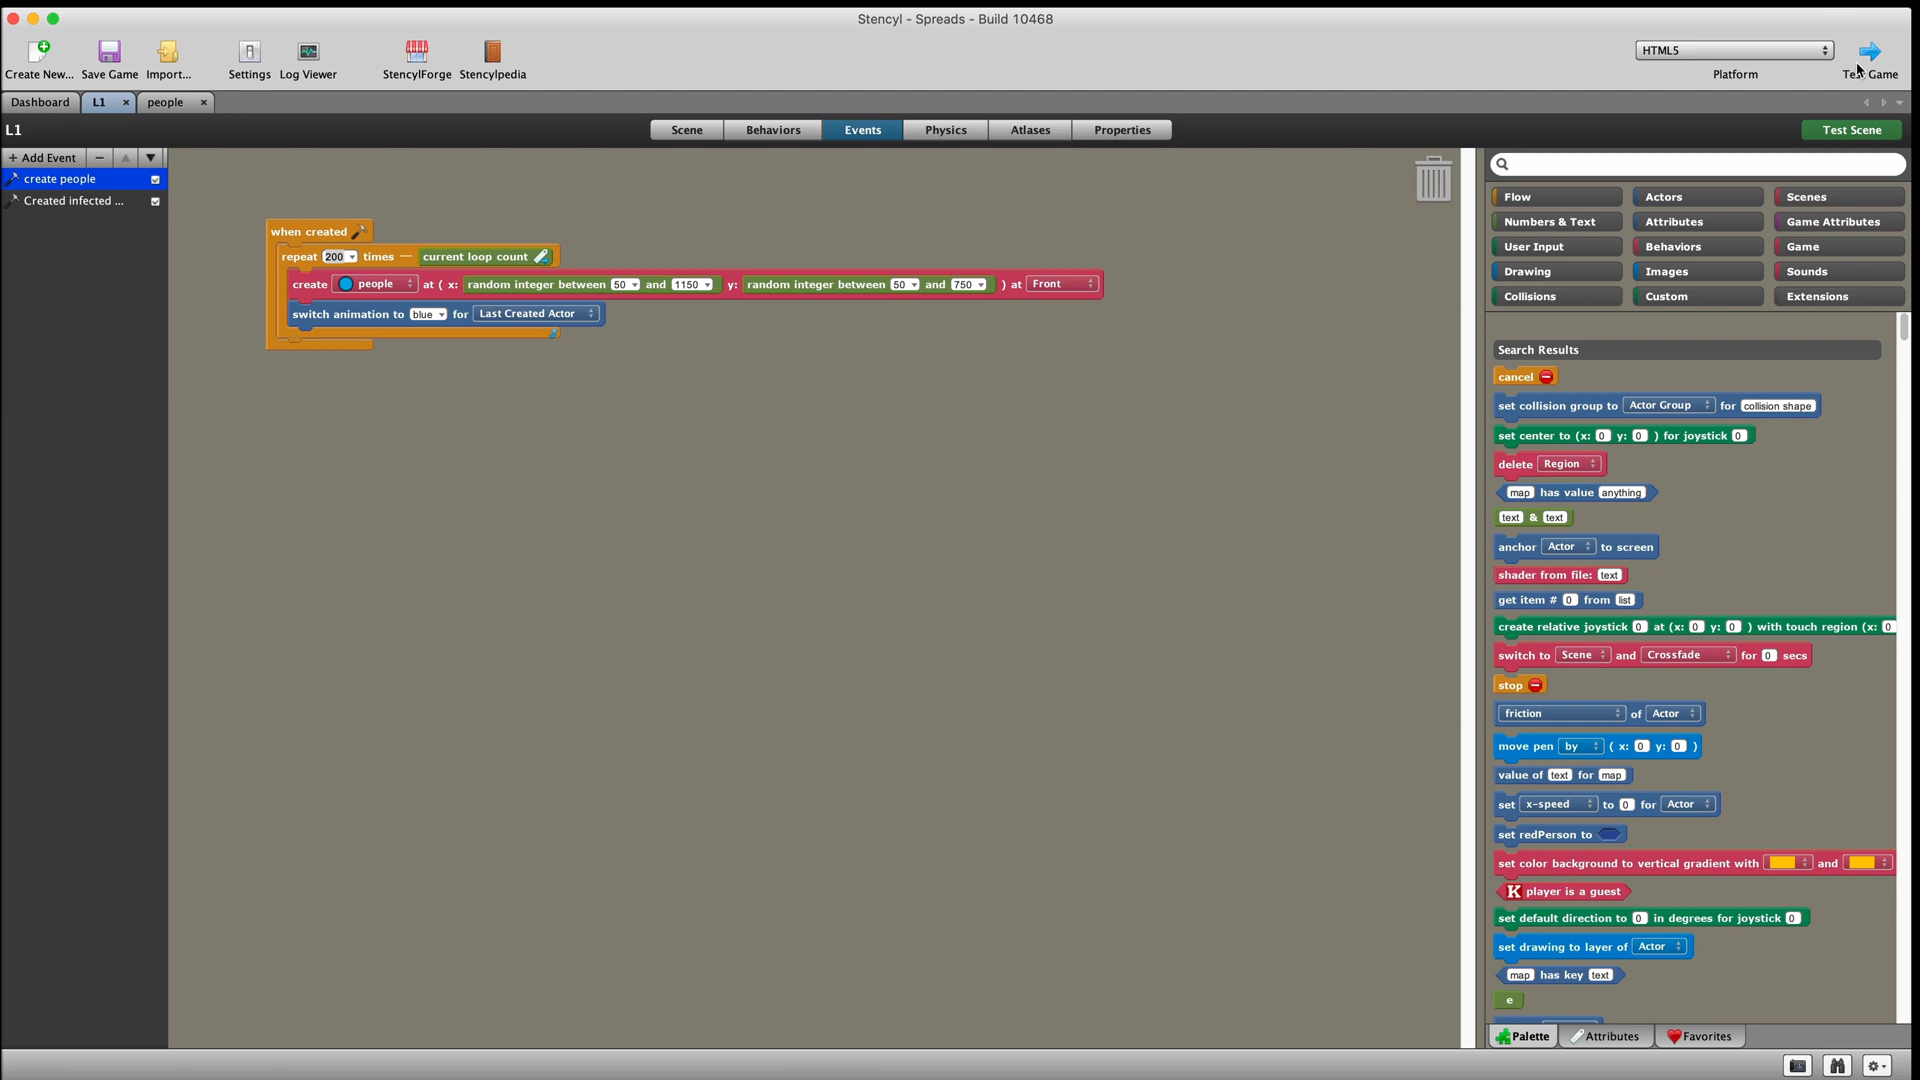 Stencyl - Spreads - Build 10468
Create New... Save Game Import... Settings Log Viewer StencylForge Stencylpedia
HTML5
Platform
Test Game
Dashboard L1 people
L1
Scene Behaviors Events Physics Atlases Properties
Test Scene
+ Add Event
create people
Created infected ...
when created
repeat 200 times — current loop count
create people at ( x: random integer between 50 and 1150 y: random integer between 50 and 750 ) at Front
switch animation to blue for Last Created Actor
Flow Actors Scenes
Numbers & Text Attributes Game Attributes
User Input Behaviors Game
Drawing Images Sounds
Collisions Custom Extensions
Search Results
cancel
set collision group to Actor Group for collision shape
set center to (x: 0 y: 0 ) for joystick 0
delete Region
map has value anything
text & text
anchor Actor to screen
shader from file: text
get item # 0 from list
create relative joystick 0 at (x: 0 y: 0 ) with touch region (x: 0
switch to Scene and Crossfade for 0 secs
stop
friction of Actor
move pen by ( x: 0 y: 0 )
value of text for map
set x-speed to 0 for Actor
set redPerson to
set color background to vertical gradient with and
K player is a guest
set default direction to 0 in degrees for joystick 0
set drawing to layer of Actor
map has key text
e
Palette Attributes Favorites